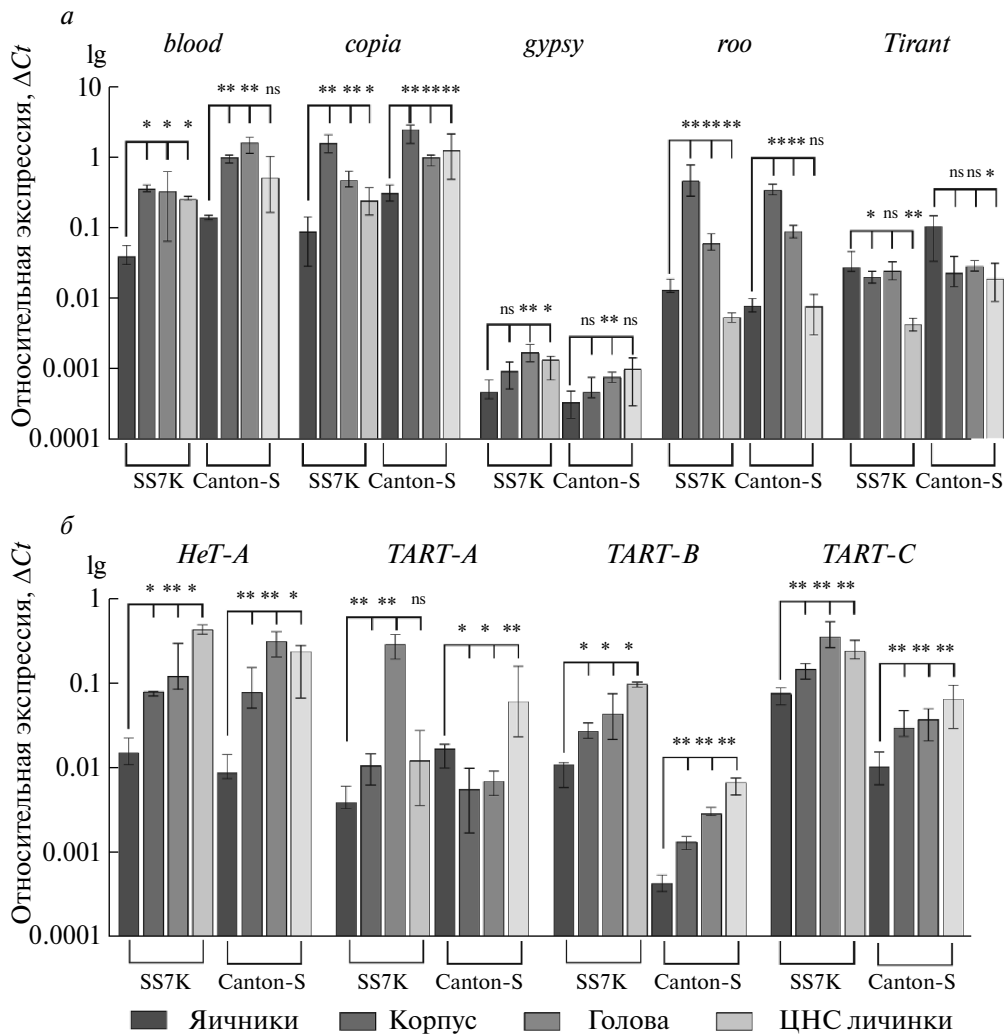 а
blood copia gypsy roo Tirant
lg
Относительная экспрессия, ΔCt
10
1
0.1
0.01
0.001
0.0001
* * *
** ** ns
** ** *
** ** **
ns ** *
ns ** ns
** ** **
** ** ns
* ns **
ns ns *
SS7K Canton-S SS7K Canton-S SS7K Canton-S SS7K Canton-S SS7K Canton-S
б
HeT-A TART-A TART-B TART-C
lg
Относительная экспрессия, ΔCt
1
0.1
0.01
0.001
0.0001
* ** *
** ** *
** ** ns
* * **
* * *
** ** **
** ** **
** ** **
SS7K Canton-S SS7K Canton-S SS7K Canton-S SS7K Canton-S
Яичники Корпус Голова ЦНС личинки